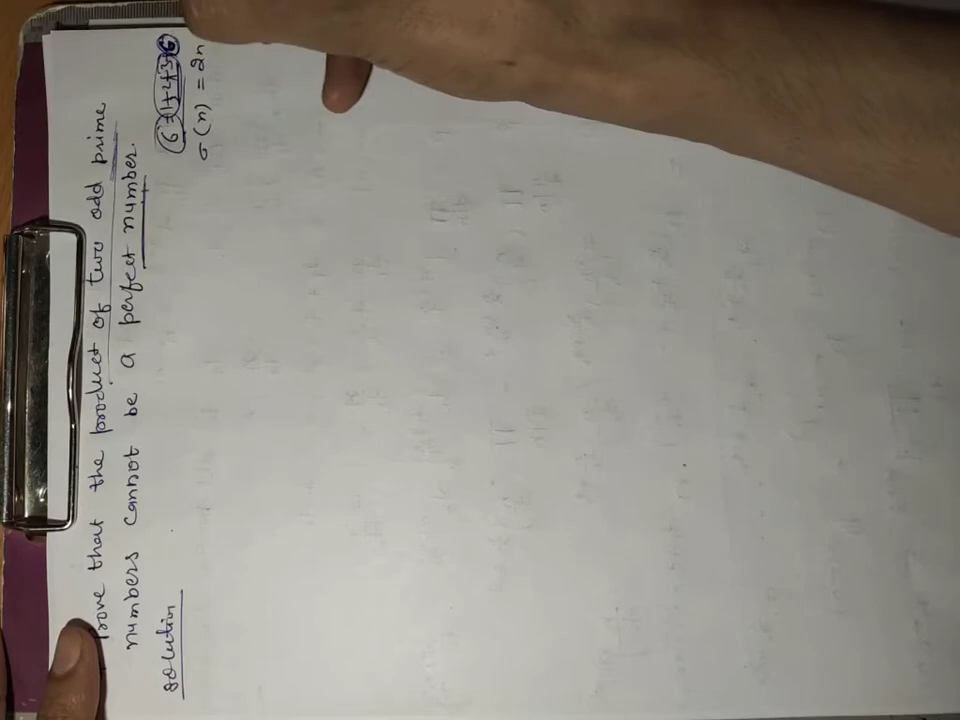 Prove that the product of two odd prime
numbers cannot be a perfect number.
solution
6=1+2+3+6
σ(n) = 2n